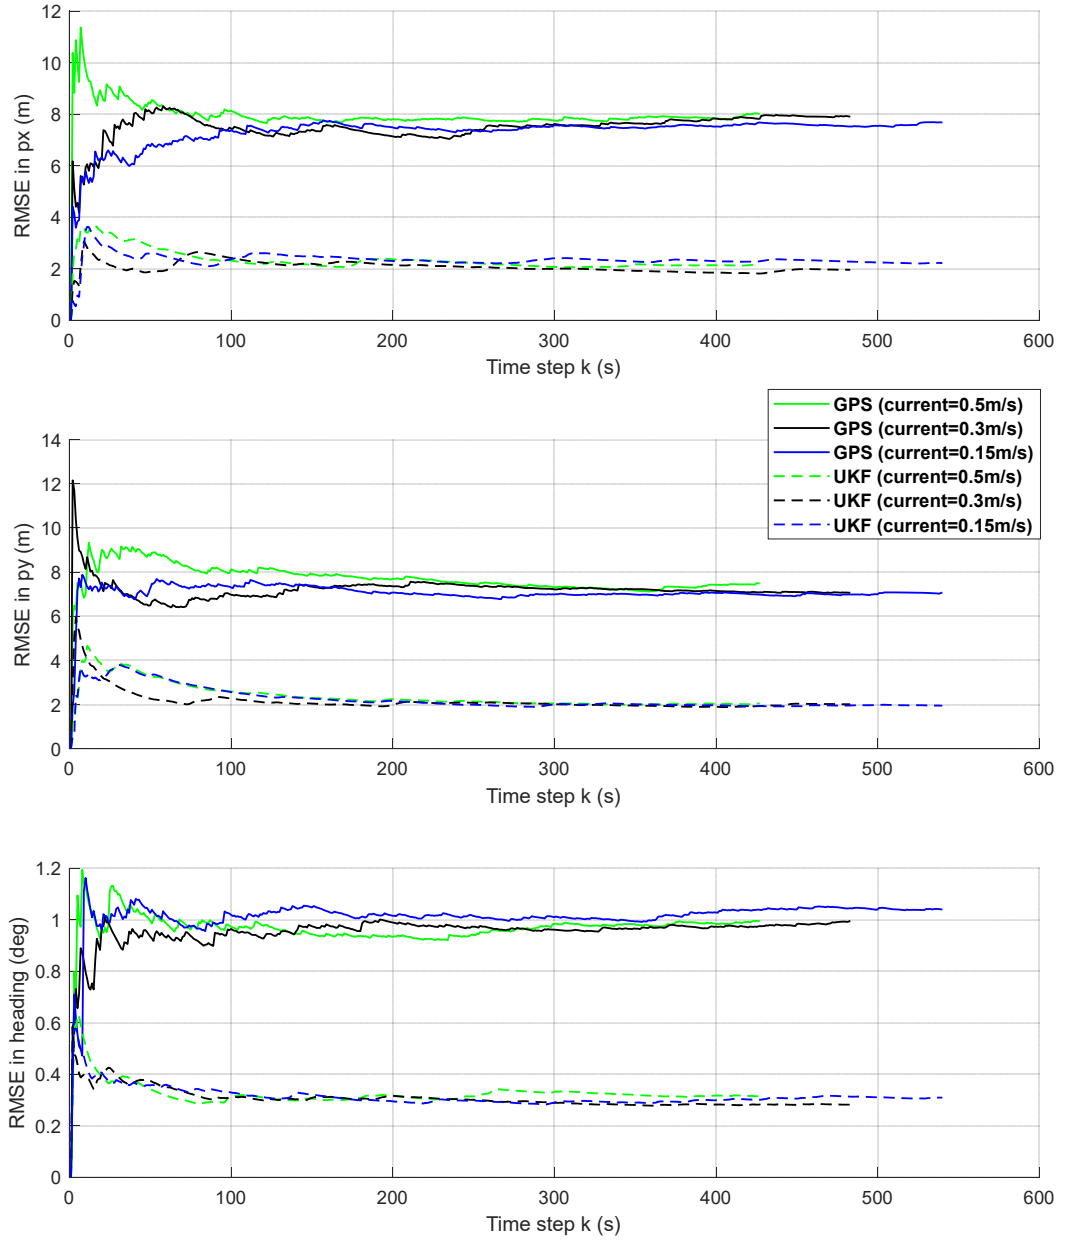 12
10
8
6
4
2
0
RMSE in px (m)
0 100 200 300 400 500 600
Time step k (s)
GPS (current=0.5m/s)
GPS (current=0.3m/s)
GPS (current=0.15m/s)
UKF (current=0.5m/s)
UKF (current=0.3m/s)
UKF (current=0.15m/s)
14
12
10
8
6
4
2
0
RMSE in py (m)
0 100 200 300 400 500 600
Time step k (s)
1.2
1
0.8
0.6
0.4
0.2
0
RMSE in heading (deg)
0 100 200 300 400 500 600
Time step k (s)